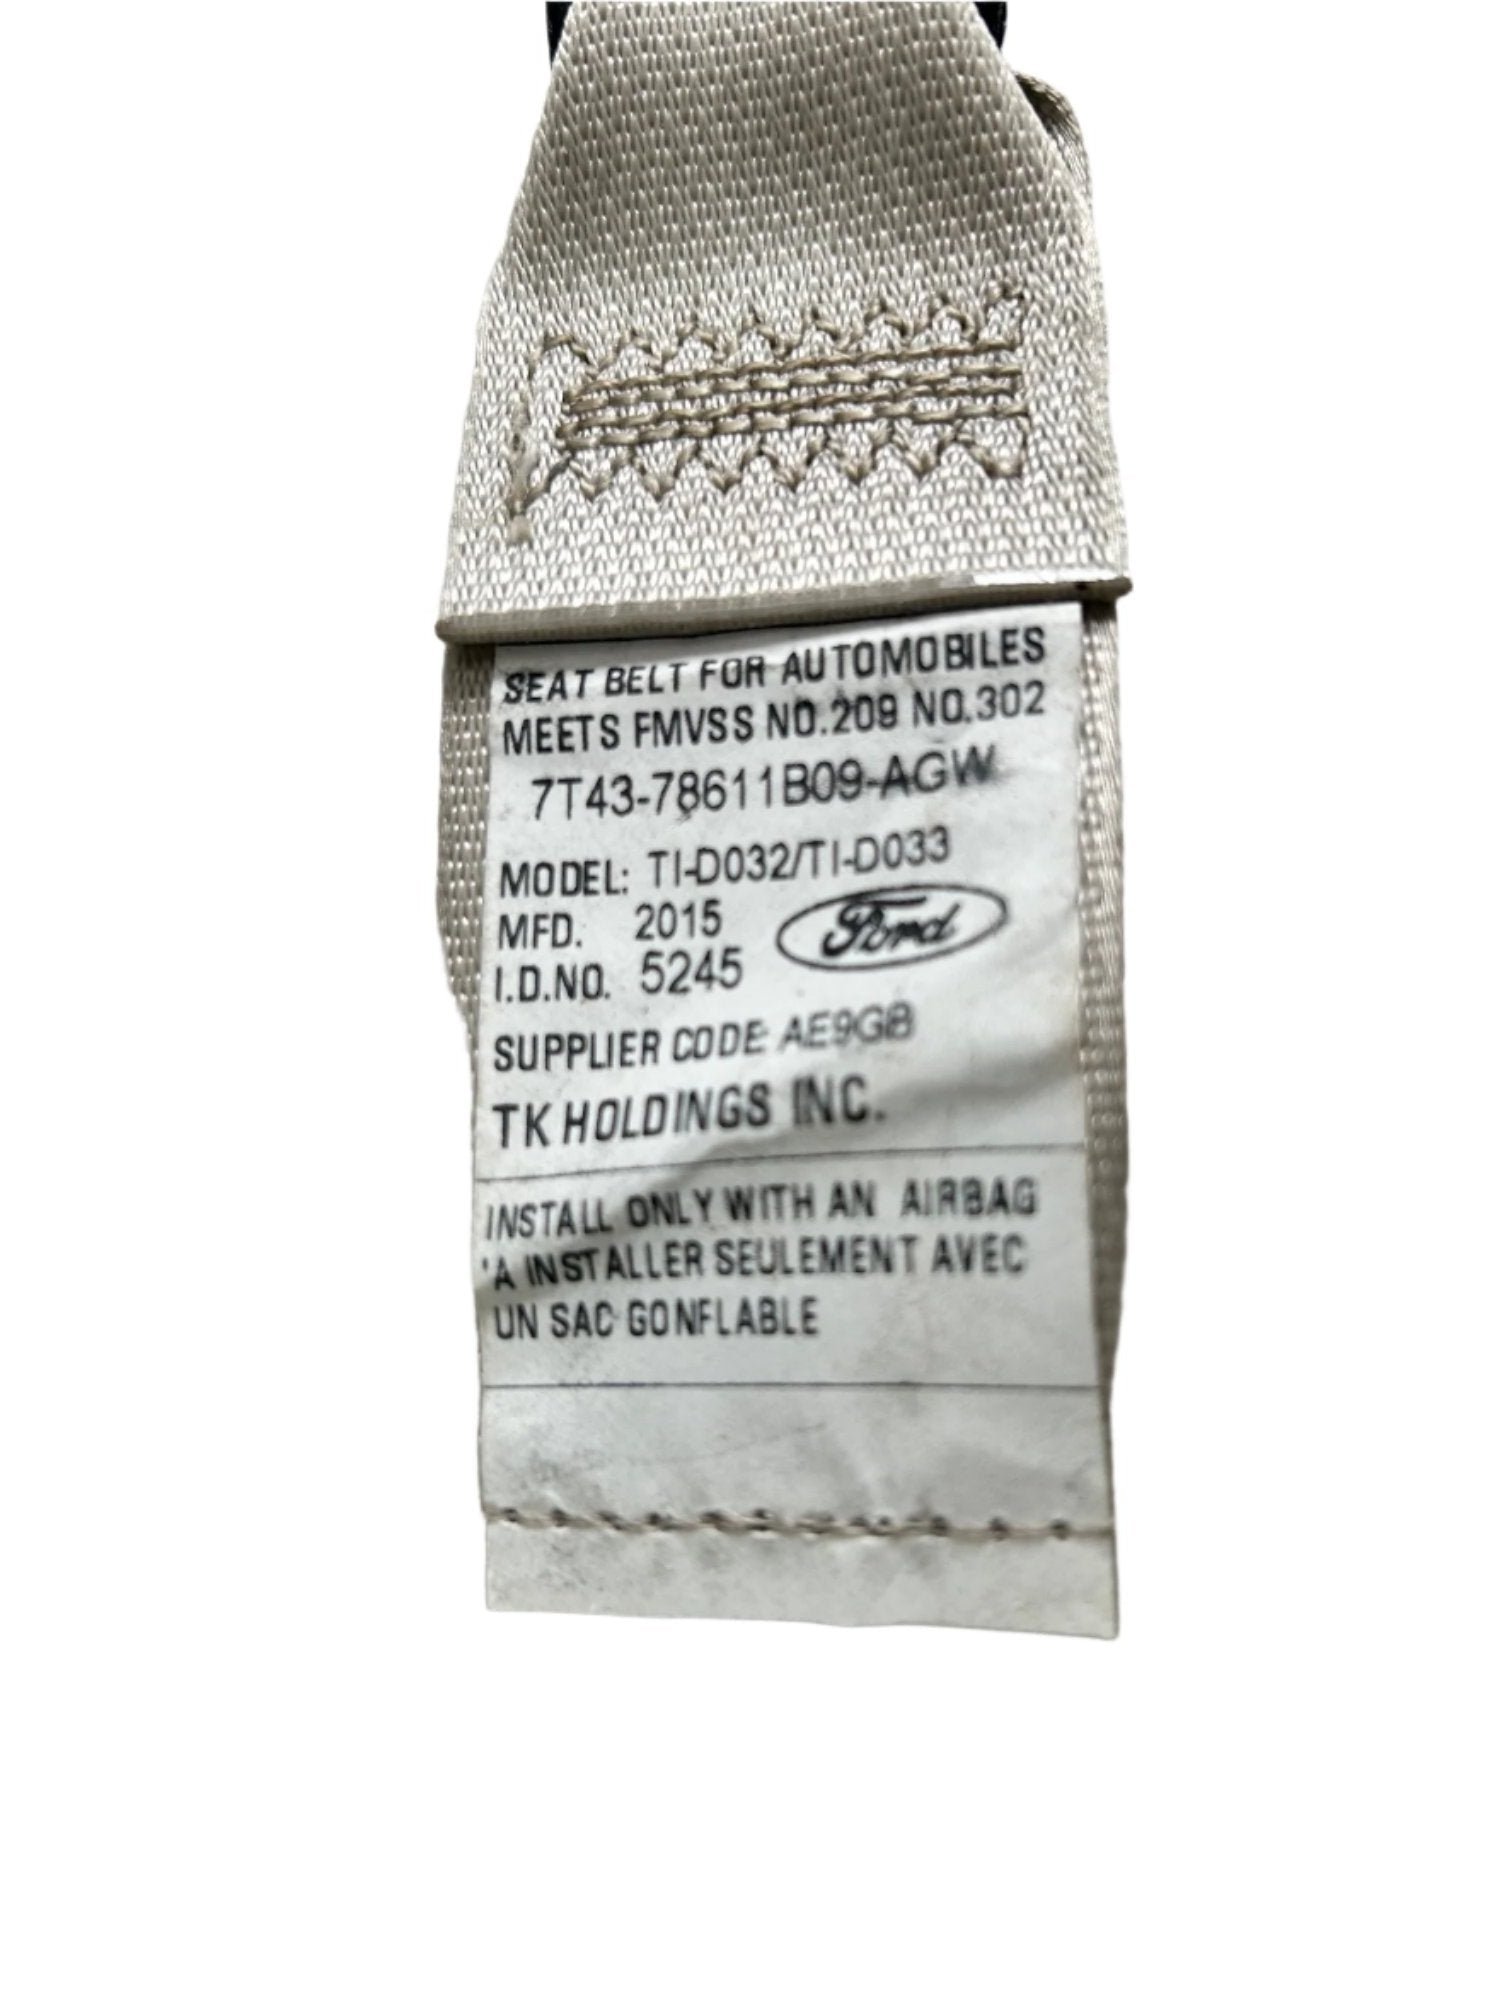 SEAT BELT FOR AUTOMOBILES
MEETS FMVSS NO.209 NO.302
7T43-78611B09-AGW
MODEL: TI-D032/TI-D033
MFD. 2015
Ford
I.D.NO. 5245
SUPPLIER CODE: AE9GB
TK HOLDINGS INC.
INSTALL ONLY WITH AN AIRBAG
'A INSTALLER SEULEMENT AVEC
UN SAC GONFLABLE